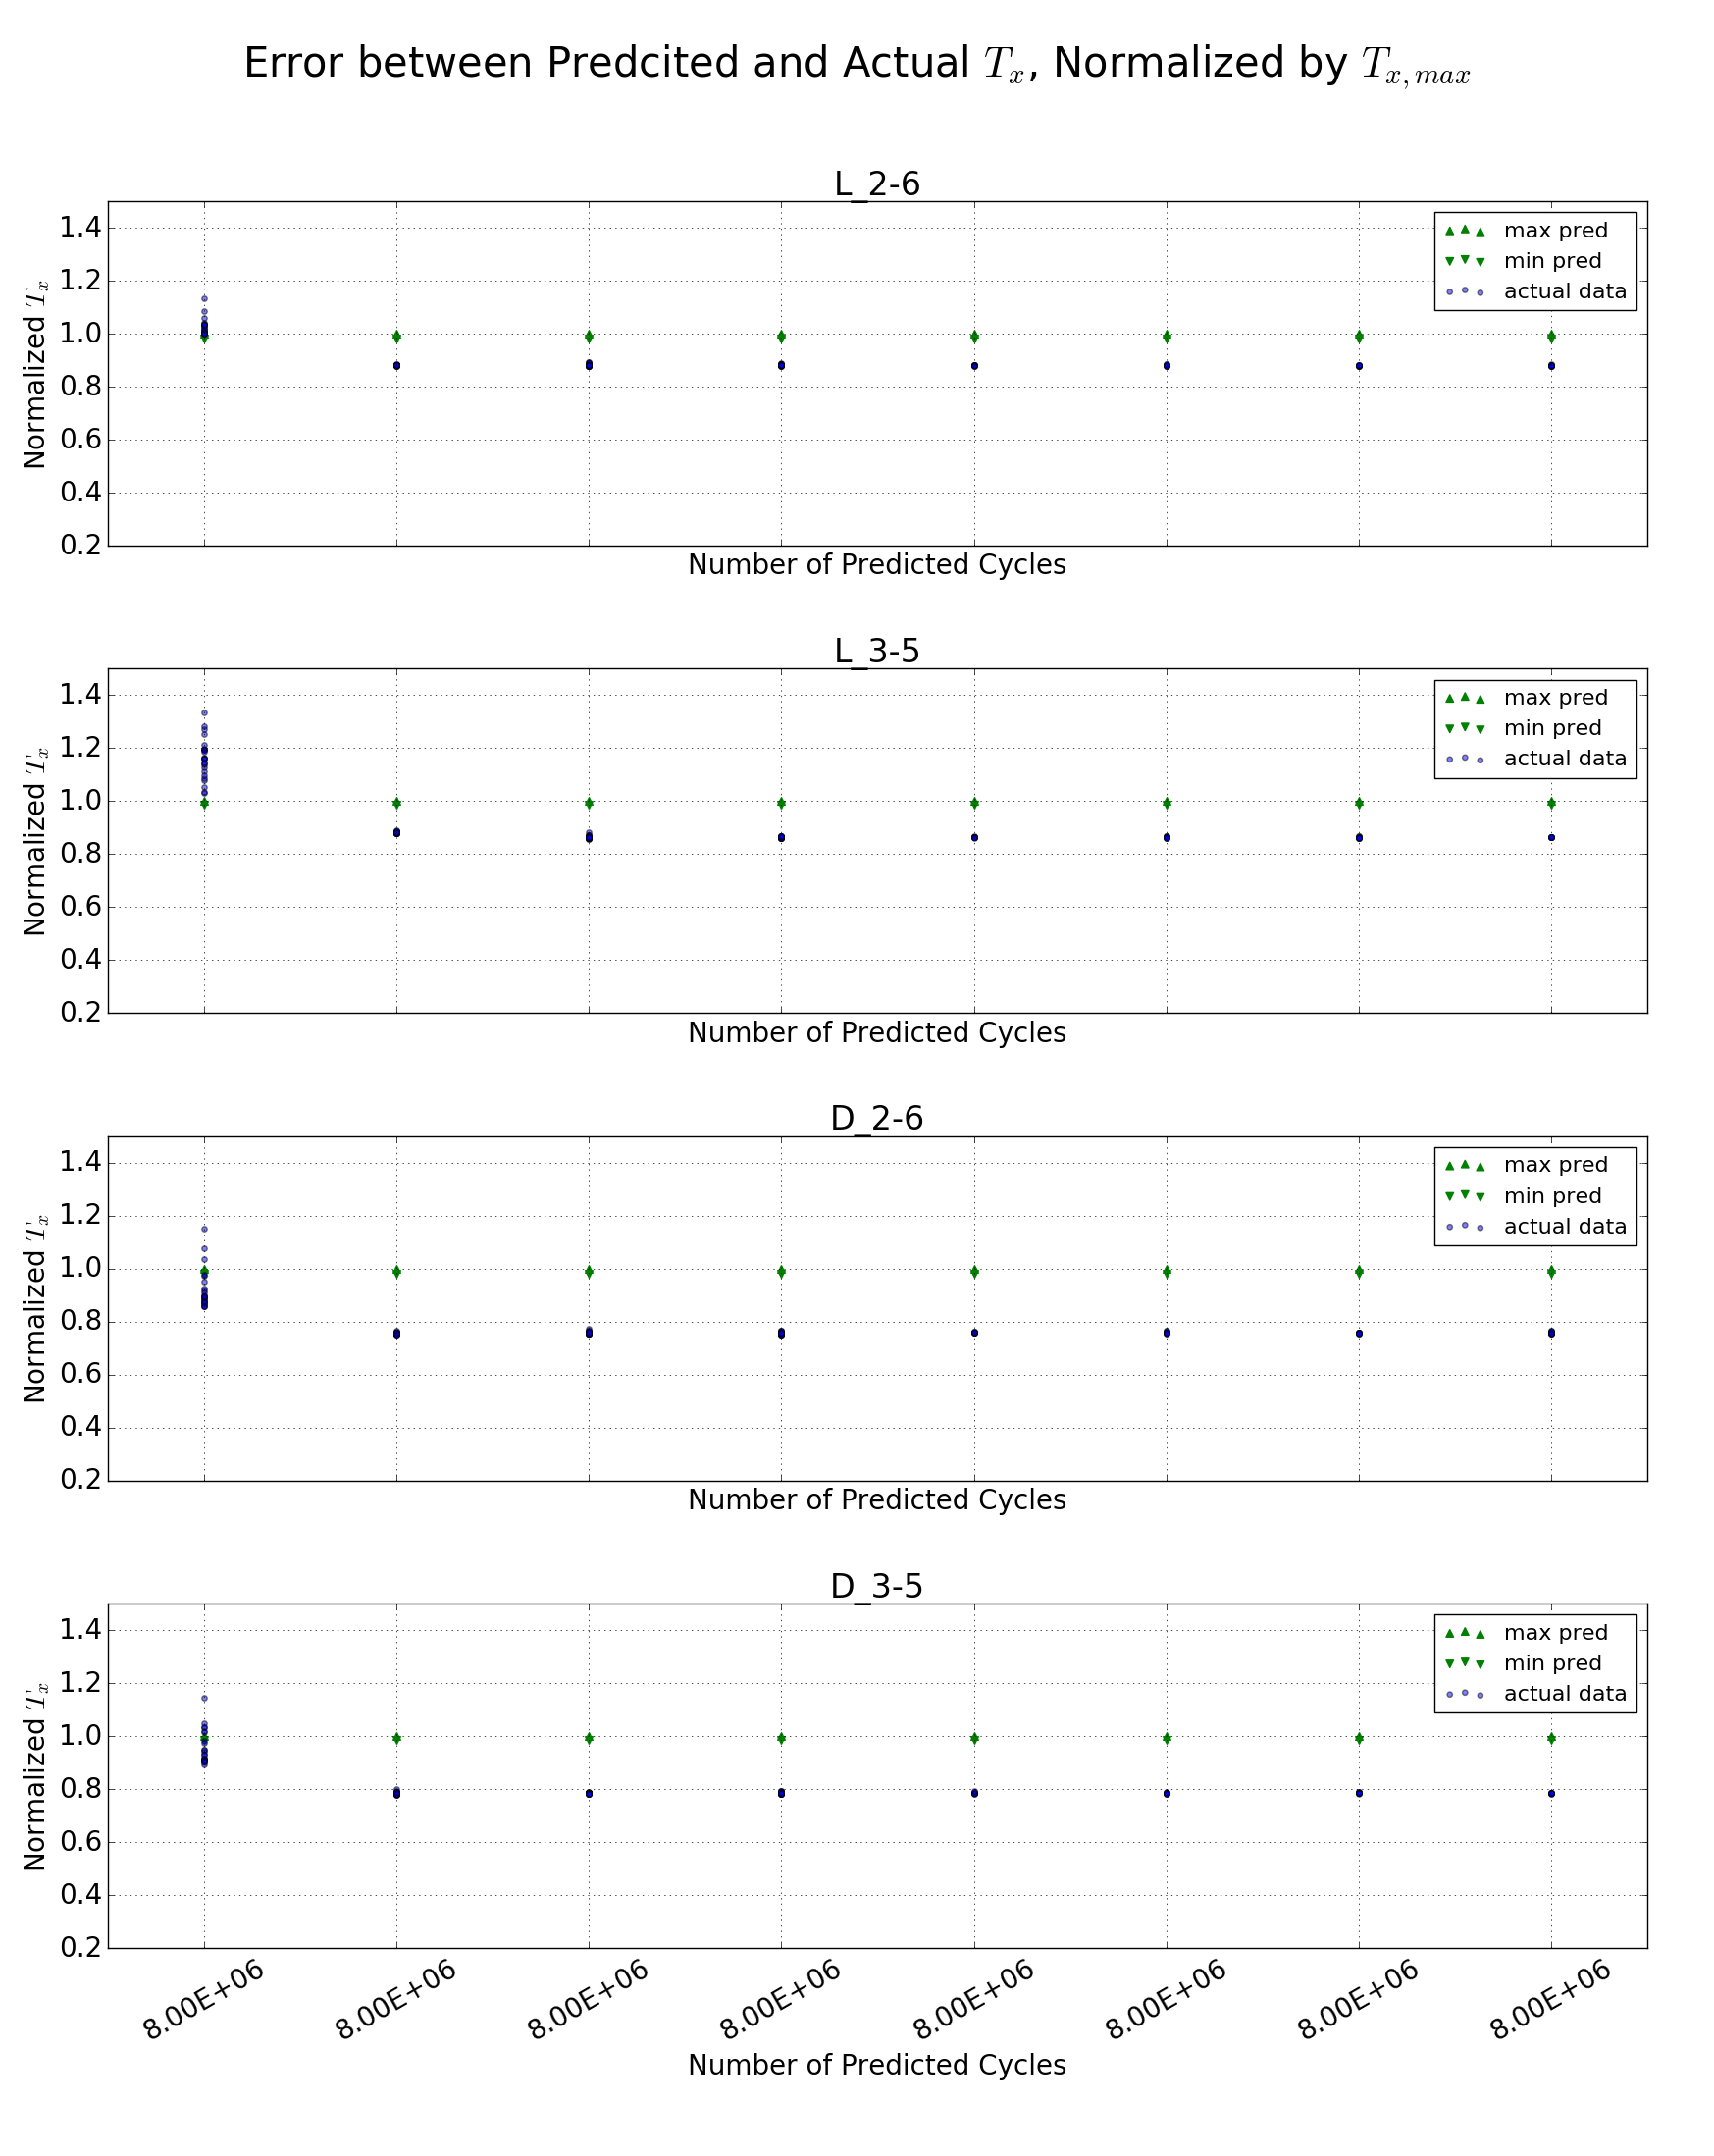 Error between Predcited and Actual T_x, Normalized by T_{x,max}
L_2-6
1.4
1.2
1.0
0.8
0.6
0.4
0.2
Normalized T_x
max pred
min pred
actual data
Number of Predicted Cycles
L_3-5
1.4
1.2
1.0
0.8
0.6
0.4
0.2
Normalized T_x
max pred
min pred
actual data
Number of Predicted Cycles
D_2-6
1.4
1.2
1.0
0.8
0.6
0.4
0.2
Normalized T_x
max pred
min pred
actual data
Number of Predicted Cycles
D_3-5
1.4
1.2
1.0
0.8
0.6
0.4
0.2
Normalized T_x
max pred
min pred
actual data
8.00E+06 8.00E+06 8.00E+06 8.00E+06 8.00E+06 8.00E+06 8.00E+06 8.00E+06
Number of Predicted Cycles